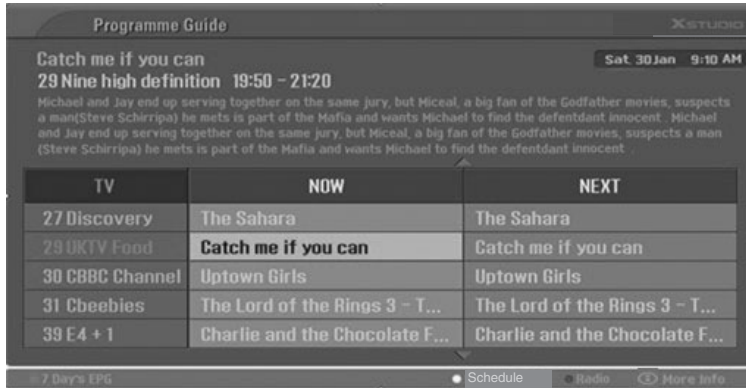 Programme Guide XSTUDIO
Catch me if you can Sat. 30 Jan 9:10 AM
29 Nine high definition 19:50 – 21:20
Michael and Jay end up serving together on the same jury, but Miceal, a big fan of the Godfather movies, suspects
a man(Steve Schirripa) he mets is part of the Mafia and wants Michael to find the defentdant innocent . Michael
and Jay end up serving together on the same jury, but Miceal, a big fan of the Godfather movies, suspects a man
(Steve Schirripa) he mets is part of the Mafia and wants Michael to find the defentdant innocent .
TV NOW NEXT
27 Discovery The Sahara The Sahara
29 UKTV Food Catch me if you can Catch me if you can
30 CBBC Channel Uptown Girls Uptown Girls
31 Cbeebies The Lord of the Rings 3 – T... The Lord of the Rings 3 – T...
39 E4 + 1 Charlie and the Chocolate F... Charlie and the Chocolate F...
7 Day's EPG Schedule Radio More Info